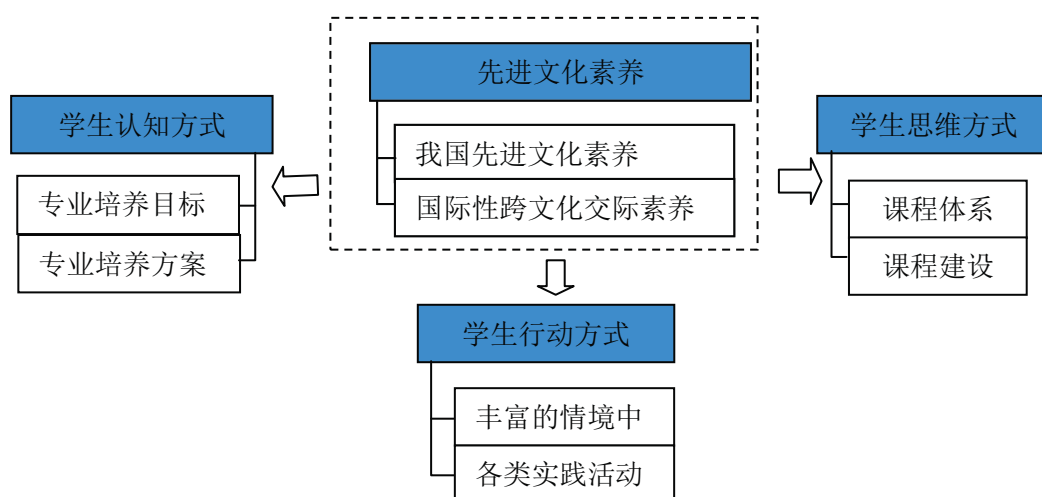 先进文化素养
我国先进文化素养
国际性跨文化交际素养
学生认知方式
专业培养目标
专业培养方案
学生思维方式
课程体系
课程建设
学生行动方式
丰富的情境中
各类实践活动